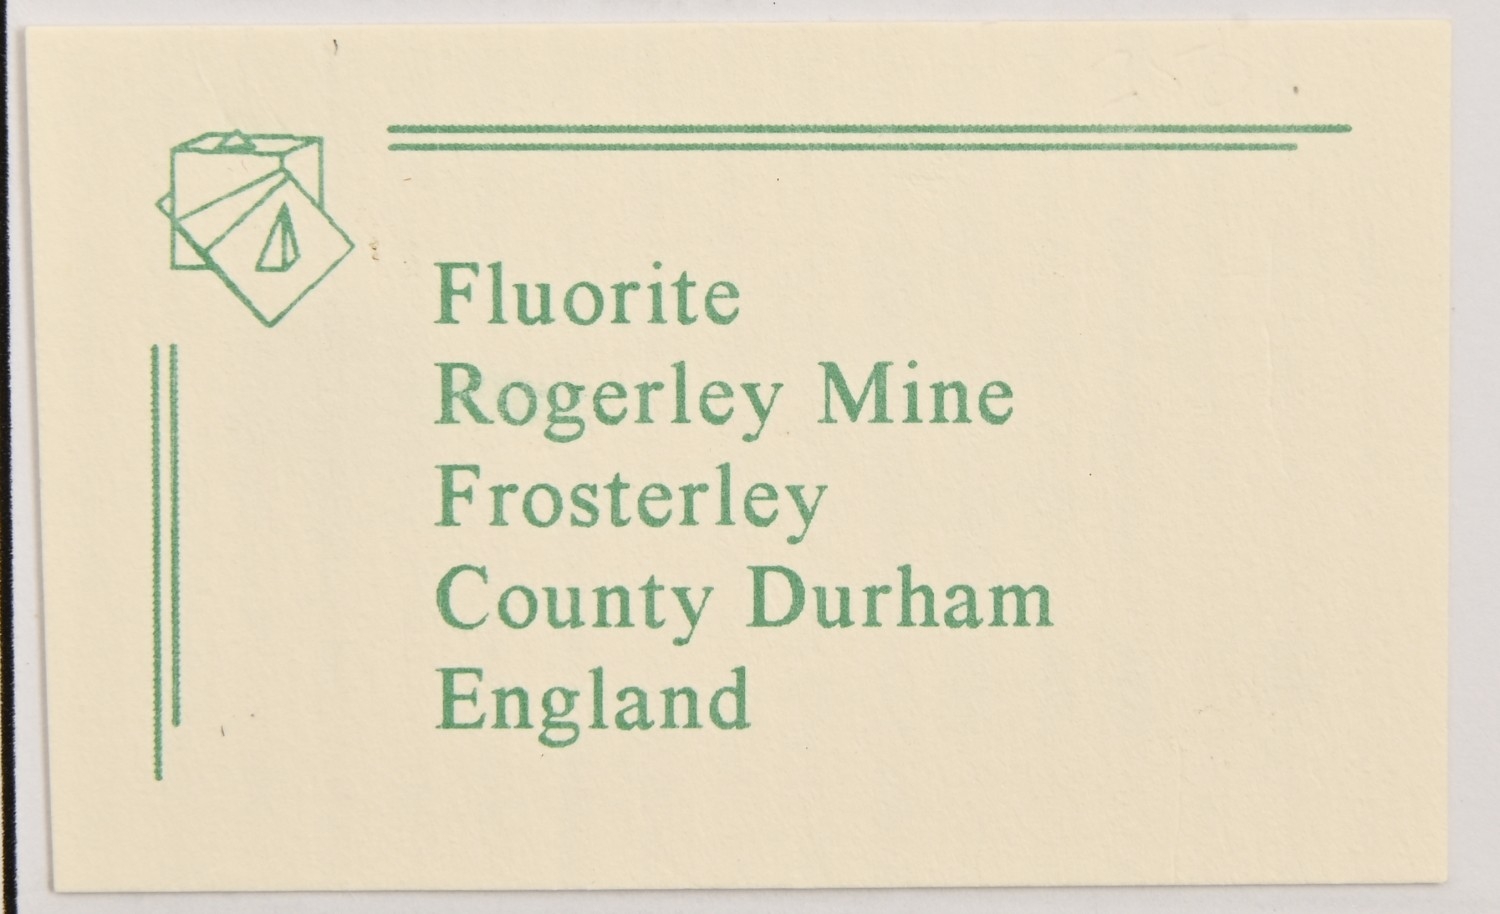 Fluorite
Rogerley Mine
Frosterley
County Durham
England